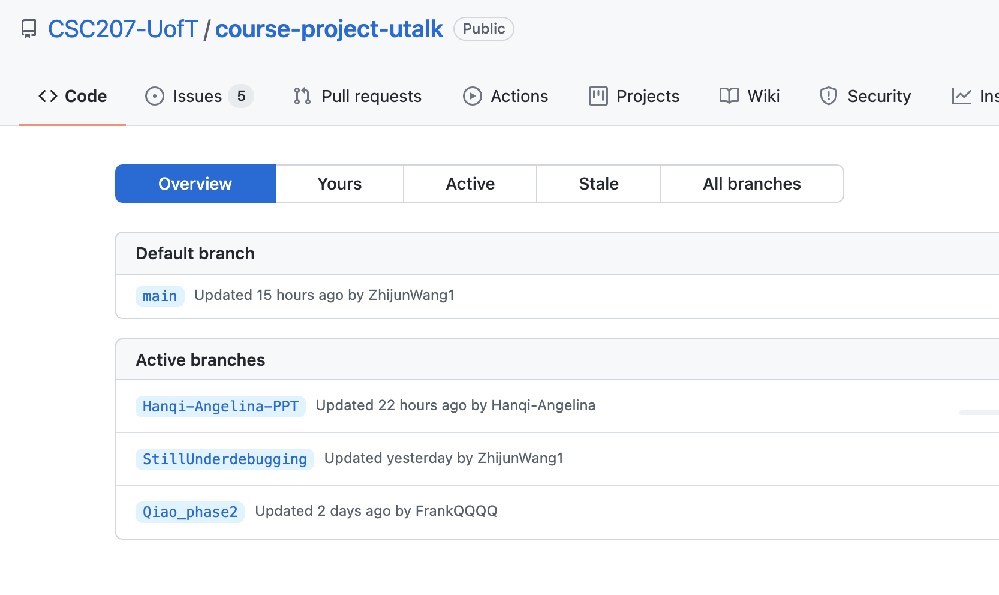 CSC207-UofT / course-project-utalk Public
Code Issues 5 Pull requests Actions Projects Wiki Security Ins
Overview Yours Active Stale All branches
Default branch
main Updated 15 hours ago by ZhijunWang1
Active branches
Hanqi-Angelina-PPT Updated 22 hours ago by Hanqi-Angelina
StillUnderdebugging Updated yesterday by ZhijunWang1
Qiao_phase2 Updated 2 days ago by FrankQQQQ